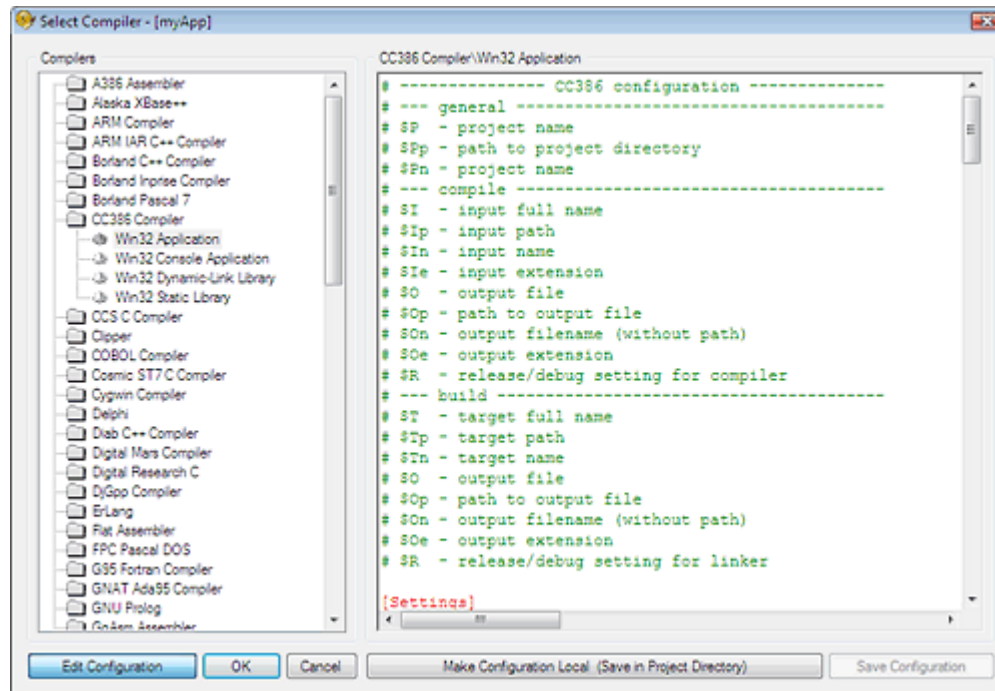 Select Compiler - [myApp]
Compilers
A386 Assembler
Alaska XBase++
ARM Compiler
ARM IAR C++ Compiler
Borland C++ Compiler
Borland Inprise Compiler
Borland Pascal 7
CC386 Compiler
Win32 Application
Win32 Console Application
Win32 Dynamic-Link Library
Win32 Static Library
CCS C Compiler
Clipper
COBOL Compiler
Cosmic ST7 C Compiler
Cygwin Compiler
Delphi
Diab C++ Compiler
Digital Mars Compiler
Digital Research C
DjGpp Compiler
ErLang
Flat Assembler
FPC Pascal DOS
G95 Fortran Compiler
GNAT Ada95 Compiler
GNU Prolog
GoAsm Assembler
CC386 Compiler\Win32 Application
# --------------- CC386 configuration --------------
# --- general --------------------------------------
# $P - project name
# $Pp - path to project directory
# $Pn - project name
# --- compile --------------------------------------
# $I - input full name
# $Ip - input path
# $In - input name
# $Ie - input extension
# $O - output file
# $Op - path to output file
# $On - output filename (without path)
# $Oe - output extension
# $R - release/debug setting for compiler
# --- build ----------------------------------------
# $T - target full name
# $Tp - target path
# $Tn - target name
# $O - output file
# $Op - path to output file
# $On - output filename (without path)
# $Oe - output extension
# $R - release/debug setting for linker
[Settings]
Edit Configuration
OK
Cancel
Make Configuration Local (Save in Project Directory)
Save Configuration